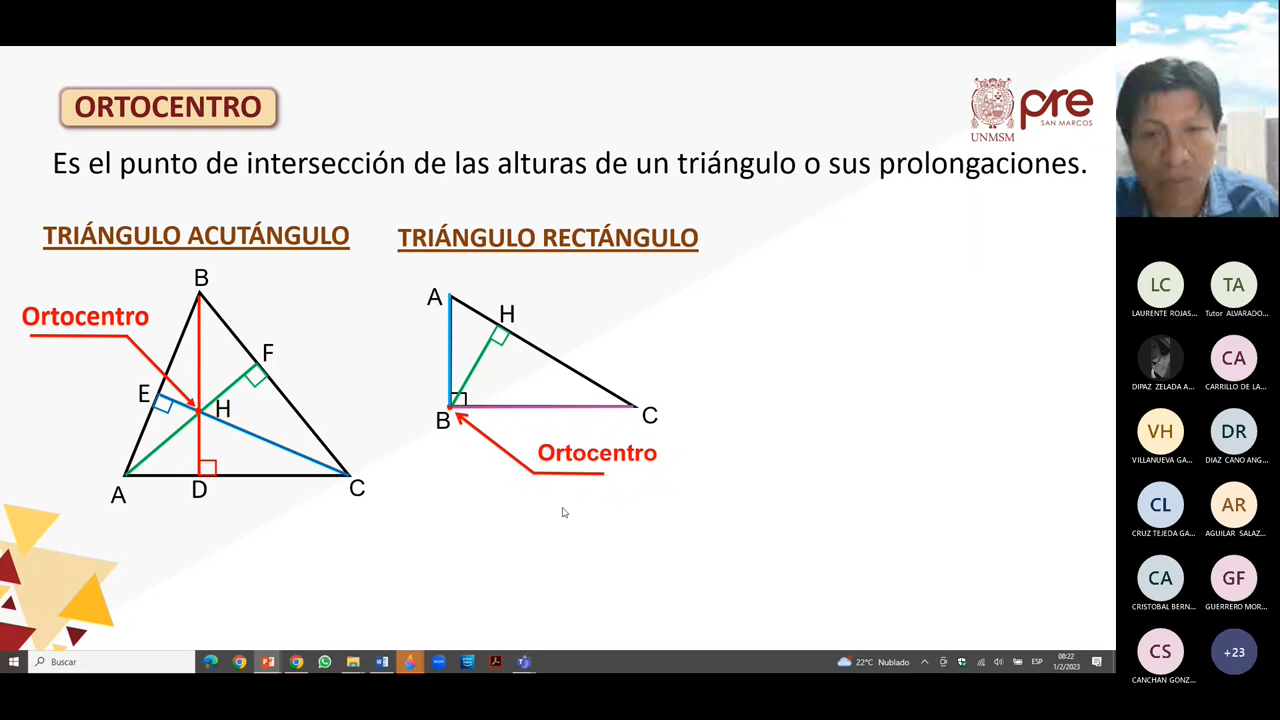 ORTOCENTRO
UNMSM
pre
SAN MARCOS
Es el punto de intersección de las alturas de un triángulo o sus prolongaciones.
TRIÁNGULO ACUTÁNGULO
TRIÁNGULO RECTÁNGULO
B
Ortocentro
F
E
H
A
D
C
A
H
B
C
Ortocentro
LC
LAURENTE ROJAS...
TA
Tutor ALVARADO...
DIPAZ ZELADA A...
CA
CARRILLO DE LA...
VH
VILLANUEVA GA...
DR
DIAZ CANO ANG...
CL
CRUZ TEJEDA GA...
AR
AGUILAR SALAZ...
CA
CRISTOBAL BERN...
GF
GUERRERO MOR...
CS
CANCHAN GONZ...
+23
Buscar
22°C Nublado
ESP
08:22
1/2/2023